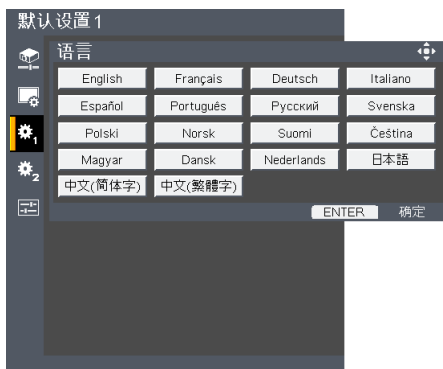 默认设置1
语言
English Français Deutsch Italiano
Español Português Русский Svenska
Polski Norsk Suomi Čeština
Magyar Dansk Nederlands 日本語
中文(简体字) 中文(繁體字)
ENTER 确定
1
2